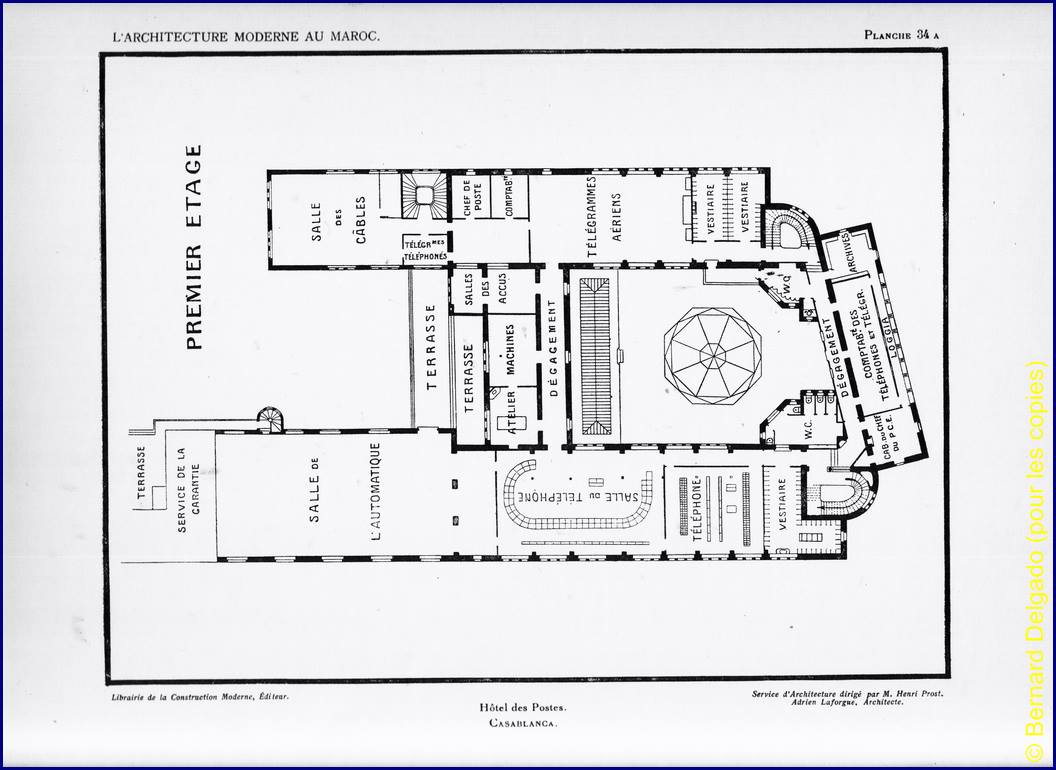 L'ARCHITECTURE MODERNE AU MAROC.
PLANCHE 34 A
PREMIER ETAGE
SALLE
DES
CÂBLES
TÉLÉGR.MES
TÉLÉPHONÉS
CHEF DE
POSTE
COMPTABté
TÉLÉGRAMMES
AÉRIENS
VESTIAIRE
VESTIAIRE
ARCHIVES
SALLES
DES
ACCUS
TERRASSE
TERRASSE
MACHINES
ATELIER
DÉGAGEMENT
W.C.
DÉGAGEMENT
COMPTABté DES
TÉLÉPHONES ET TÉLÉGR.
LOGGIA
CAB. DU CHEF
DU P.C.E.
W.C.
TERRASSE
SERVICE DE LA
GARANTIE
SALLE DE
L'AUTOMATIQUE
SALLE DU TÉLÉPHONE
TÉLÉPHONE
VESTIAIRE
Librairie de la Construction Moderne, Éditeur.
Service d'Architecture dirigé par M. Henri Prost.
Adrien Laforgue, Architecte.
Hôtel des Postes.
CASABLANCA.
© Bernard Delgado (pour les copies)